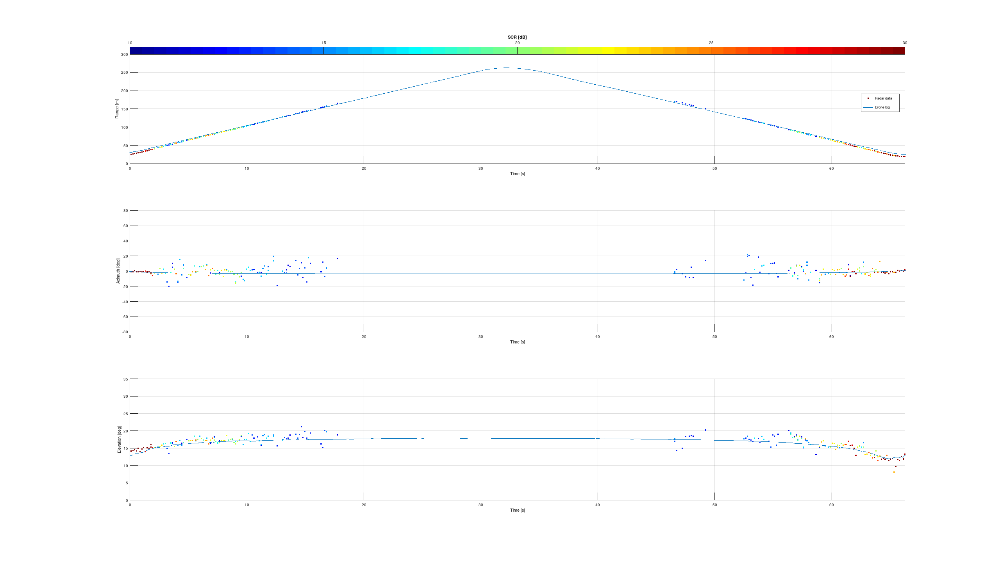 SCR [dB]
10 15 20 25 30
300
250
200
150
100
50
0
Range [m]
Radar data
Drone log
0 10 20 30 40 50 60
Time [s]
80
60
40
20
0
-20
-40
-60
-80
Azimuth [deg]
0 10 20 30 40 50 60
Time [s]
35
30
25
20
15
10
5
0
Elevation [deg]
0 10 20 30 40 50 60
Time [s]